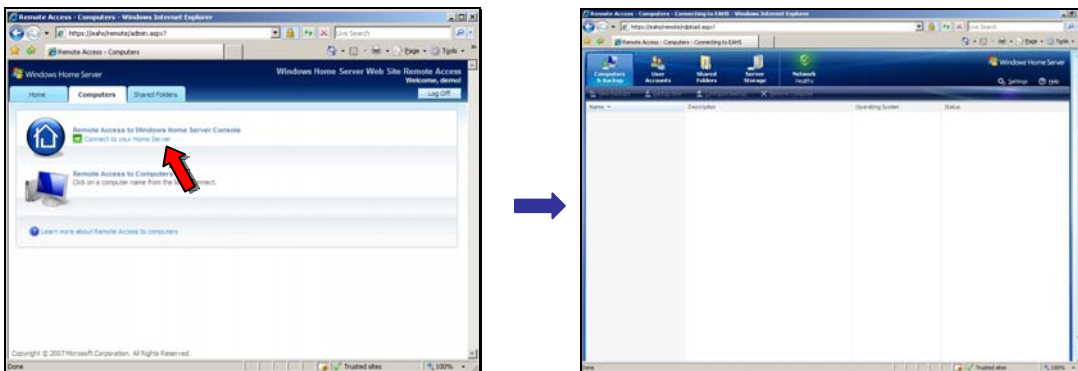 Remote Access - Computers - Windows Internet Explorer
https://eahs/remote/admin.aspx?
Live Search
Remote Access - Computers
Page
Tools
Windows Home Server
Windows Home Server Web Site Remote Access
Welcome, demo!
Home
Computers
Shared Folders
Log Off
Remote Access to Windows Home Server Console
Connect to your Home Server
Remote Access to Computers
Click on a computer name from the
connect.
Learn more about Remote Access to computers
Copyright © 2007 Microsoft Corporation. All Rights Reserved.
Done
Trusted sites
100%
Remote Access - Computers - Connecting to EAHS - Windows Internet Explorer
Live Search
Remote Access - Computers - Connecting to EAHS
Page
Tools
Computers & Backup
User Accounts
Shared Folders
Server Storage
Network
Healthy
Windows Home Server
Settings
Help
Name
Description
Operating System
Status
Done
Trusted sites
100%